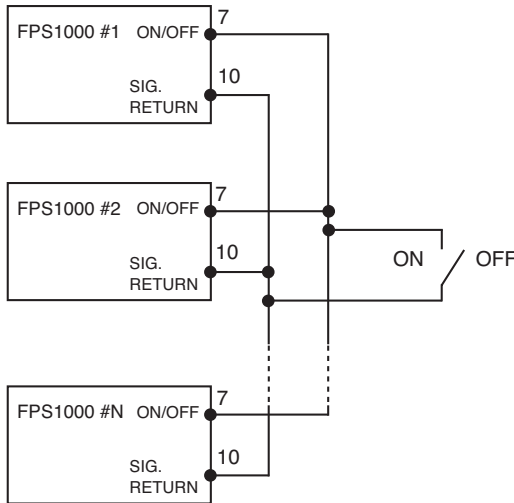 7
FPS1000 #1 ON/OFF
10
SIG.
RETURN
7
FPS1000 #2 ON/OFF
10
SIG.
RETURN
ON OFF
7
FPS1000 #N ON/OFF
10
SIG.
RETURN